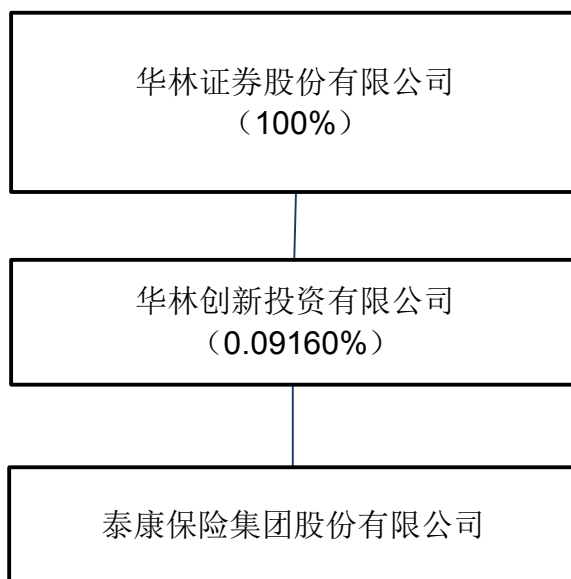 华林证券股份有限公司
（100%）
华林创新投资有限公司
（0.09160%）
泰康保险集团股份有限公司